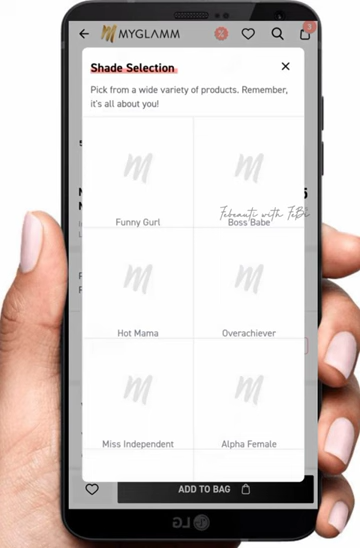 MYGLAMM
Shade Selection
Pick from a wide variety of products. Remember,
it's all about you!
Funny Gurl
Febeauti with
Boss Babe
Hot Mama
Overachiever
Miss Independent
Alpha Female
ADD TO BAG
LG